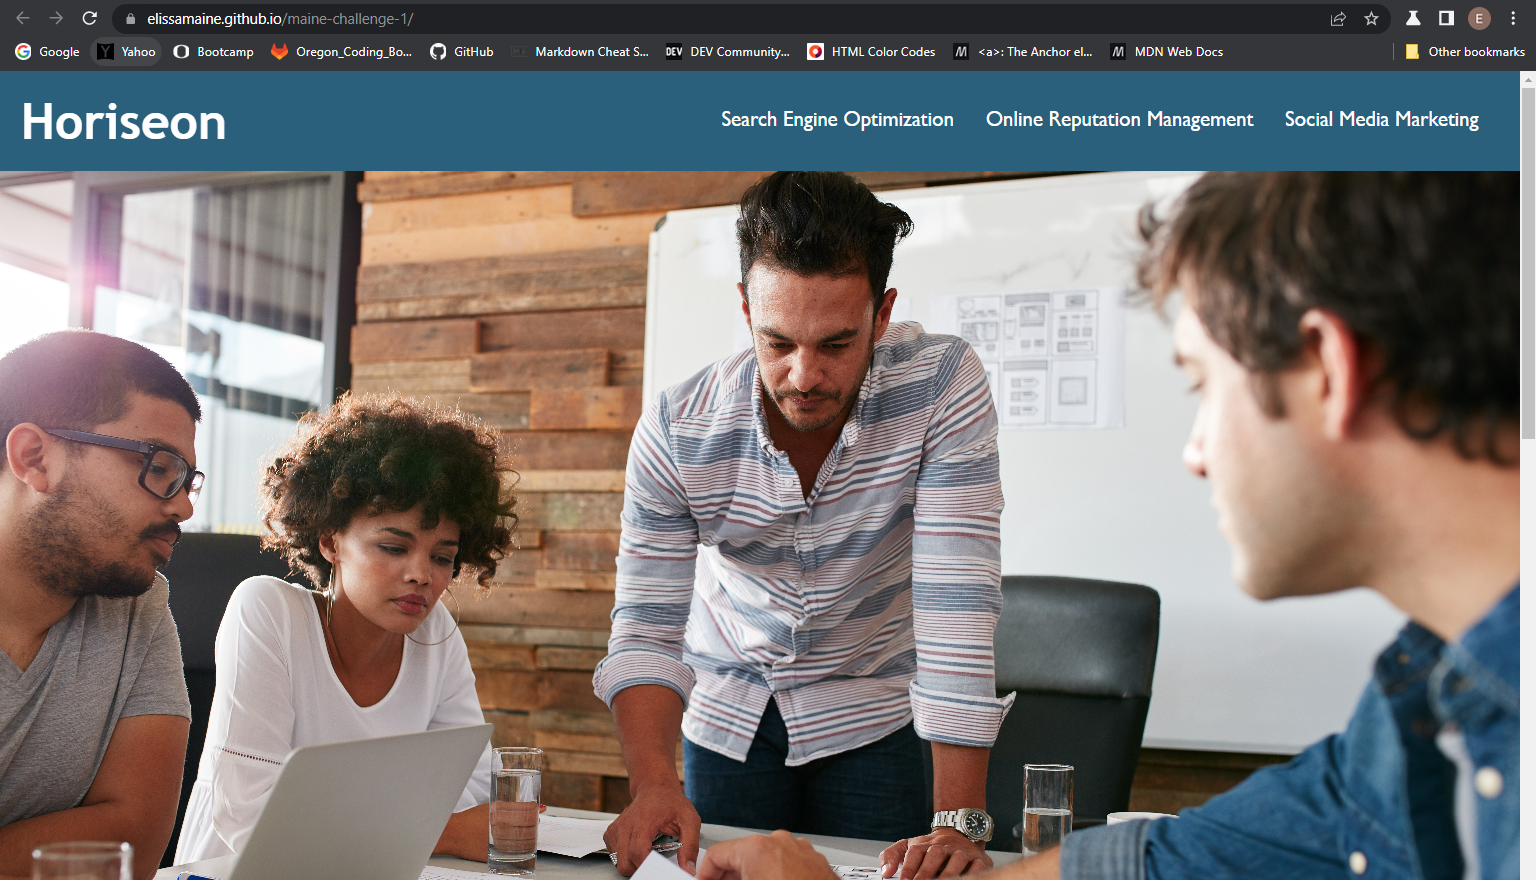 elissamaine.github.io/maine-challenge-1/
E
Google
Yahoo
Bootcamp
Oregon_Coding_Bo...
GitHub
Markdown Cheat S...
DEV
DEV Community...
HTML Color Codes
<a>: The Anchor el...
MDN Web Docs
Other bookmarks
Horiseon
Search Engine Optimization
Online Reputation Management
Social Media Marketing